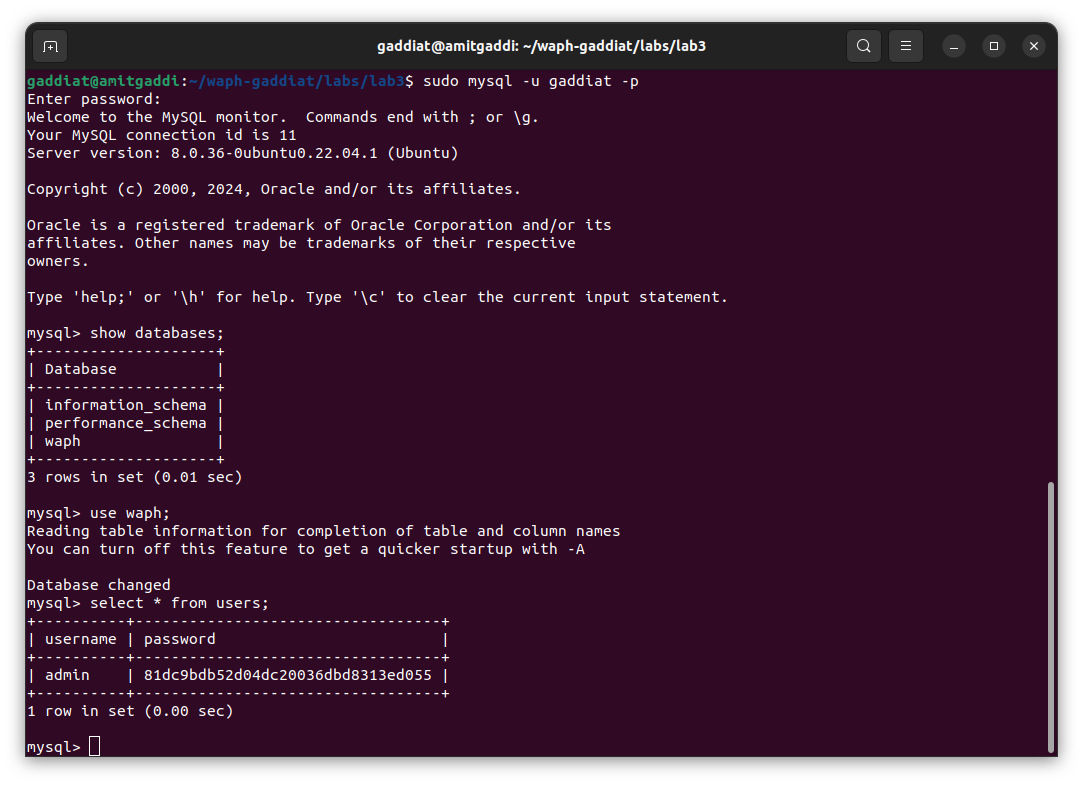 gaddiat@amitgaddi: ~/waph-gaddiat/labs/lab3
gaddiat@amitgaddi:~/waph-gaddiat/labs/lab3$ sudo mysql -u gaddiat -p
Enter password:
Welcome to the MySQL monitor.  Commands end with ; or \g.
Your MySQL connection id is 11
Server version: 8.0.36-0ubuntu0.22.04.1 (Ubuntu)

Copyright (c) 2000, 2024, Oracle and/or its affiliates.

Oracle is a registered trademark of Oracle Corporation and/or its
affiliates. Other names may be trademarks of their respective
owners.

Type 'help;' or '\h' for help. Type '\c' to clear the current input statement.

mysql> show databases;
+--------------------+
| Database           |
+--------------------+
| information_schema |
| performance_schema |
| waph               |
+--------------------+
3 rows in set (0.01 sec)

mysql> use waph;
Reading table information for completion of table and column names
You can turn off this feature to get a quicker startup with -A

Database changed
mysql> select * from users;
+----------+----------------------------------+
| username | password                         |
+----------+----------------------------------+
| admin    | 81dc9bdb52d04dc20036dbd8313ed055 |
+----------+----------------------------------+
1 row in set (0.00 sec)

mysql>